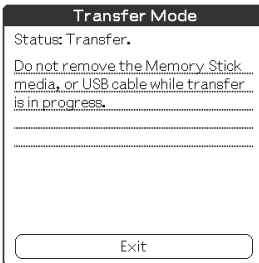 Transfer Mode
Status: Transfer.
Do not remove the Memory Stick
media, or USB cable while transfer
is in progress.
Exit